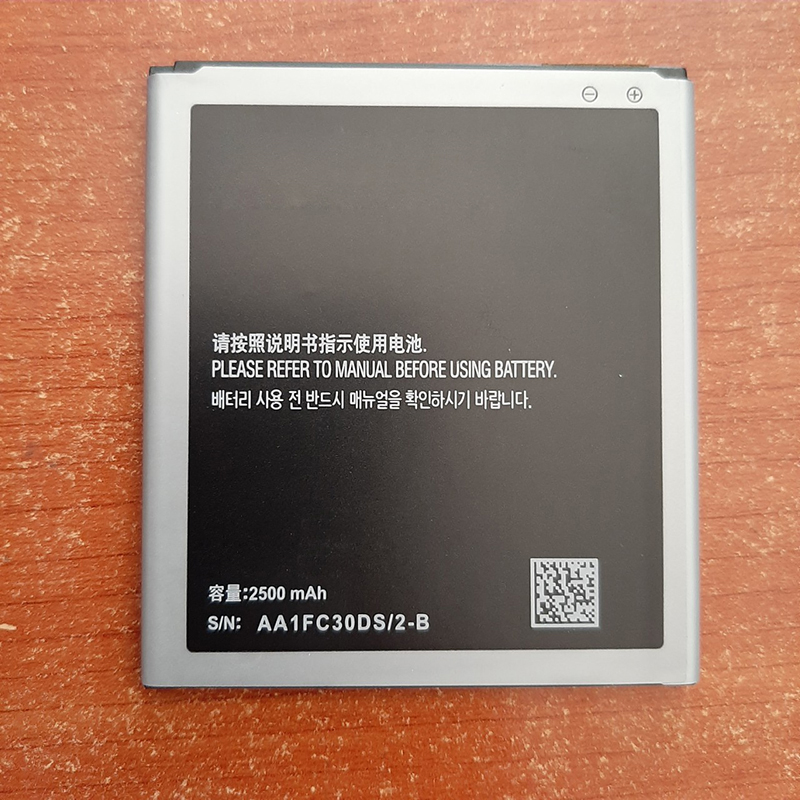 请按照说明书指示使用电池.
PLEASE REFER TO MANUAL BEFORE USING BATTERY.
배터리 사용 전 반드시 매뉴얼을 확인하시기 바랍니다.
容量:2500 mAh
S/N: AA1FC30DS/2-B